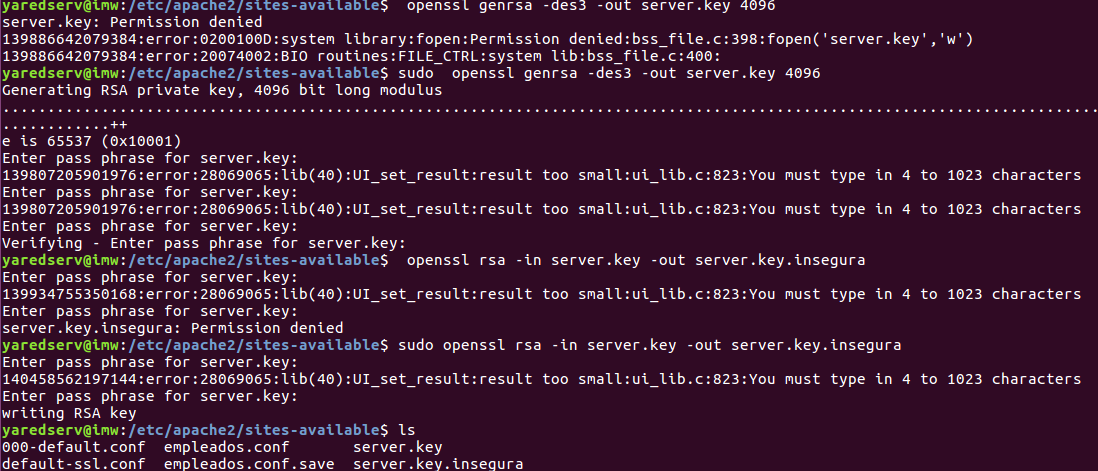 yaredserv@imw:/etc/apache2/sites-available$  openssl genrsa -des3 -out server.key 4096
server.key: Permission denied
139886642079384:error:0200100D:system library:fopen:Permission denied:bss_file.c:398:fopen('server.key','w')
139886642079384:error:20074002:BIO routines:FILE_CTRL:system lib:bss_file.c:400:
yaredserv@imw:/etc/apache2/sites-available$ sudo  openssl genrsa -des3 -out server.key 4096
Generating RSA private key, 4096 bit long modulus
..........................................................................................................................
............++
e is 65537 (0x10001)
Enter pass phrase for server.key:
139807205901976:error:28069065:lib(40):UI_set_result:result too small:ui_lib.c:823:You must type in 4 to 1023 characters
Enter pass phrase for server.key:
139807205901976:error:28069065:lib(40):UI_set_result:result too small:ui_lib.c:823:You must type in 4 to 1023 characters
Enter pass phrase for server.key:
Verifying - Enter pass phrase for server.key:
yaredserv@imw:/etc/apache2/sites-available$  openssl rsa -in server.key -out server.key.insegura
Enter pass phrase for server.key:
139934755350168:error:28069065:lib(40):UI_set_result:result too small:ui_lib.c:823:You must type in 4 to 1023 characters
Enter pass phrase for server.key:
server.key.insegura: Permission denied
yaredserv@imw:/etc/apache2/sites-available$ sudo openssl rsa -in server.key -out server.key.insegura
Enter pass phrase for server.key:
140458562197144:error:28069065:lib(40):UI_set_result:result too small:ui_lib.c:823:You must type in 4 to 1023 characters
Enter pass phrase for server.key:
writing RSA key
yaredserv@imw:/etc/apache2/sites-available$ ls
000-default.conf  empleados.conf       server.key
default-ssl.conf  empleados.conf.save  server.key.insegura